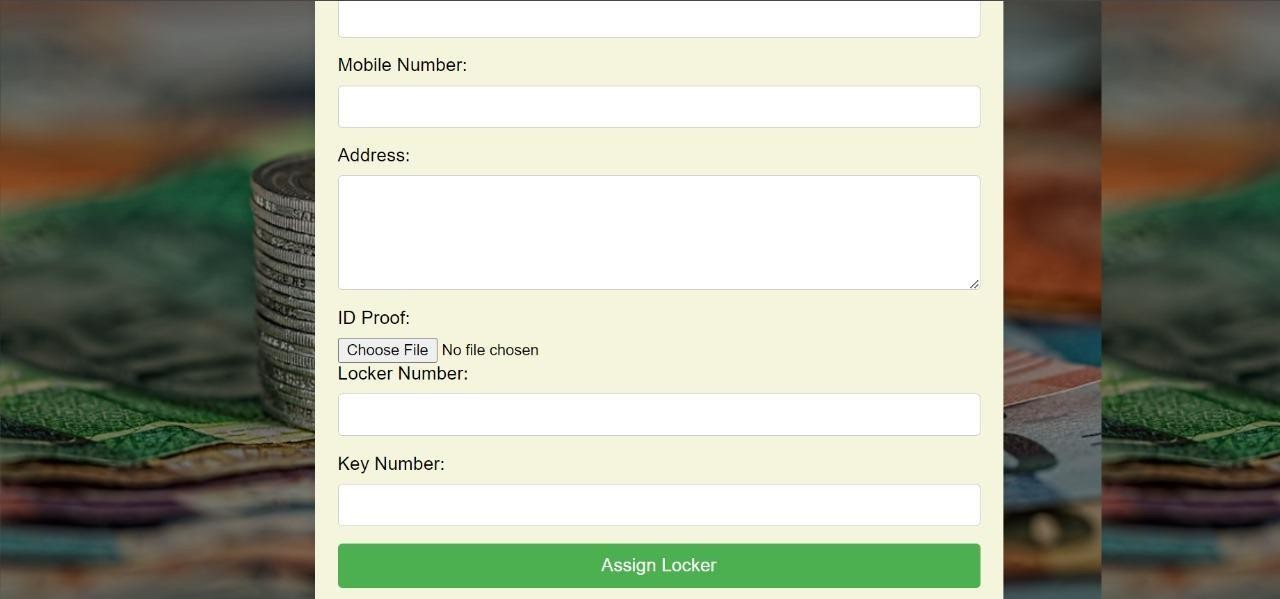 Mobile Number:
Address:
ID Proof:
Choose File No file chosen
Locker Number:
Key Number:
Assign Locker